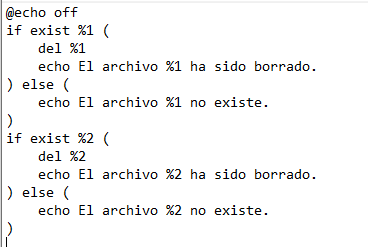 @echo off
if exist %1 (
    del %1
    echo El archivo %1 ha sido borrado.
) else (
    echo El archivo %1 no existe.
)
if exist %2 (
    del %2
    echo El archivo %2 ha sido borrado.
) else (
    echo El archivo %2 no existe.
)